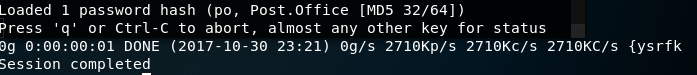 Loaded 1 password hash (po, Post.Office [MD5 32/64])
Press 'q' or Ctrl-C to abort, almost any other key for status
0g 0:00:00:01 DONE (2017-10-30 23:21) 0g/s 2710Kp/s 2710Kc/s 2710KC/s {ysrfk
Session completed